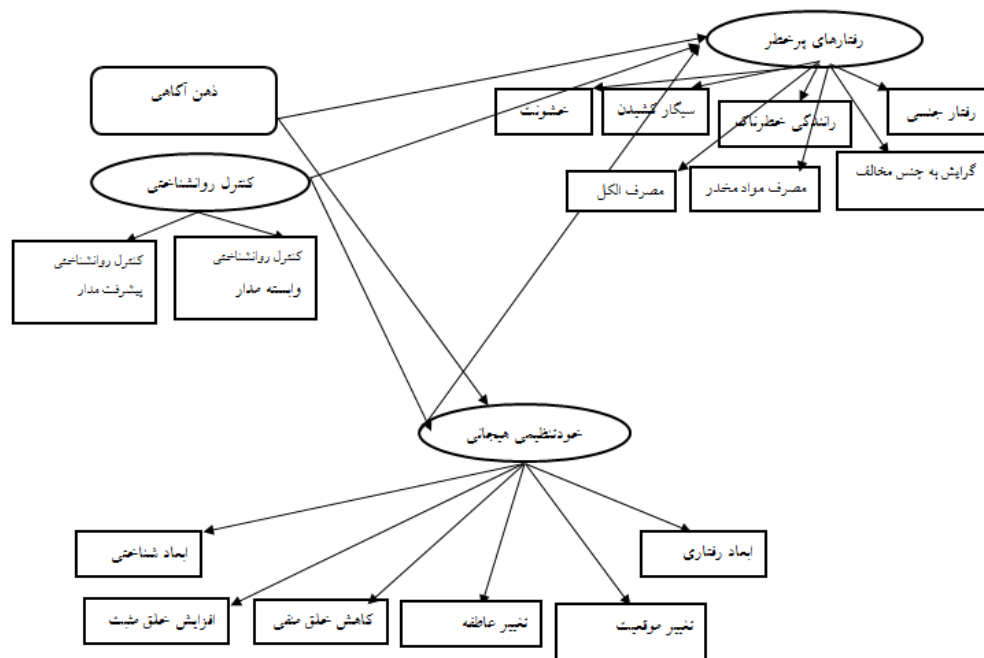 رفتارهای پرخطر
ذهن آگاهی
رفتار جنسی
رانندگی خطرناک
سیگار کشیدن
خشونت
گرایش به جنس مخالف
مصرف مواد مخدر
مصرف الکل
کنترل روانشناختی
کنترل روانشناختی
وابسته مدار
کنترل روانشناختی
پیشرفت مدار
خودتنظیمی هیجانی
ابعاد رفتاری
ابعاد شناختی
تغییر موقعیت
تغییر عاطفه
کاهش خلق منفی
افزایش خلق مثبت